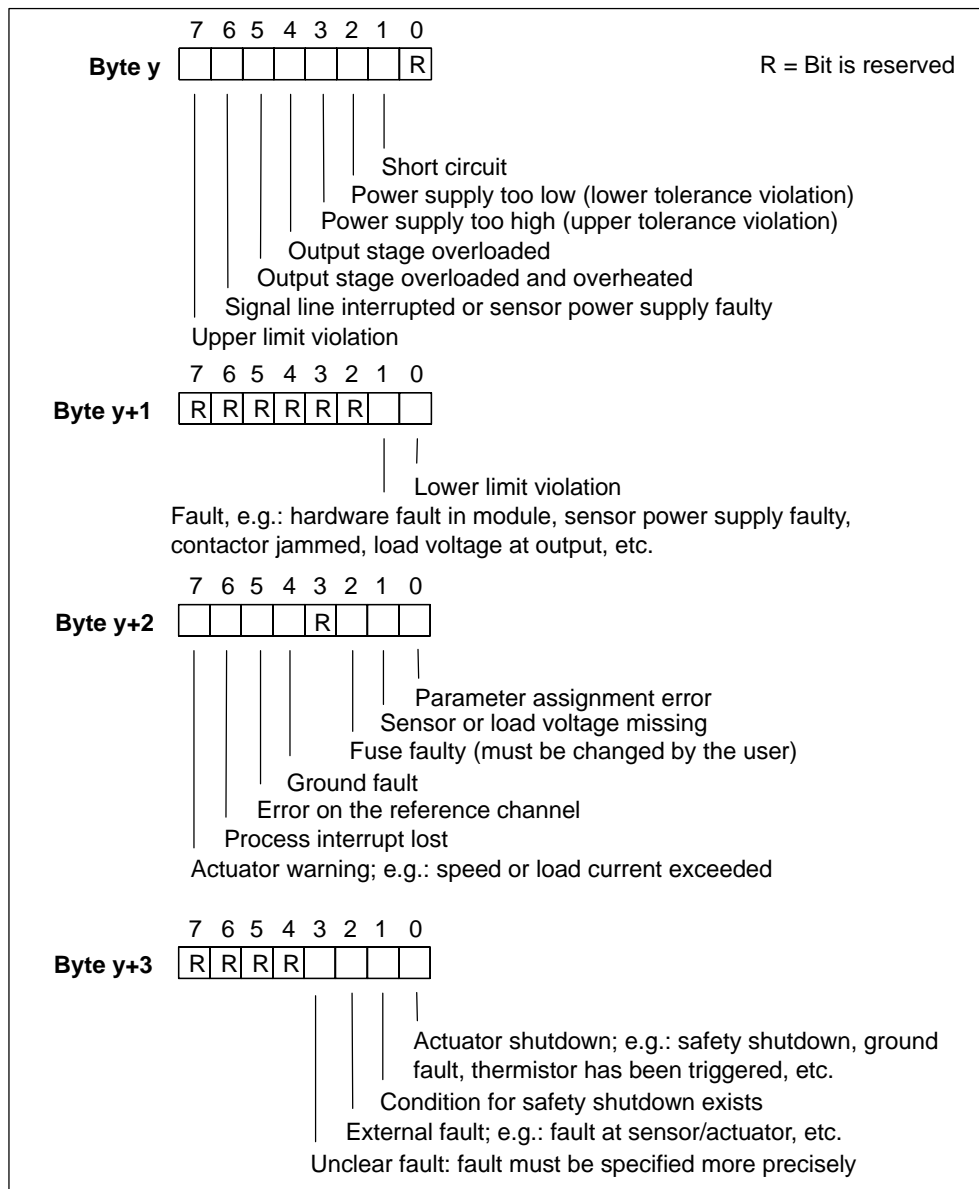 7 6 5 4 3 2 1 0
Byte y R R = Bit is reserved
Short circuit
Power supply too low (lower tolerance violation)
Power supply too high (upper tolerance violation)
Output stage overloaded
Output stage overloaded and overheated
Signal line interrupted or sensor power supply faulty
Upper limit violation
7 6 5 4 3 2 1 0
Byte y+1 R R R R R R
Lower limit violation
Fault, e.g.: hardware fault in module, sensor power supply faulty,
contactor jammed, load voltage at output, etc.
7 6 5 4 3 2 1 0
Byte y+2 R
Parameter assignment error
Sensor or load voltage missing
Fuse faulty (must be changed by the user)
Ground fault
Error on the reference channel
Process interrupt lost
Actuator warning; e.g.: speed or load current exceeded
7 6 5 4 3 2 1 0
Byte y+3 R R R R
Actuator shutdown; e.g.: safety shutdown, ground
fault, thermistor has been triggered, etc.
Condition for safety shutdown exists
External fault; e.g.: fault at sensor/actuator, etc.
Unclear fault: fault must be specified more precisely